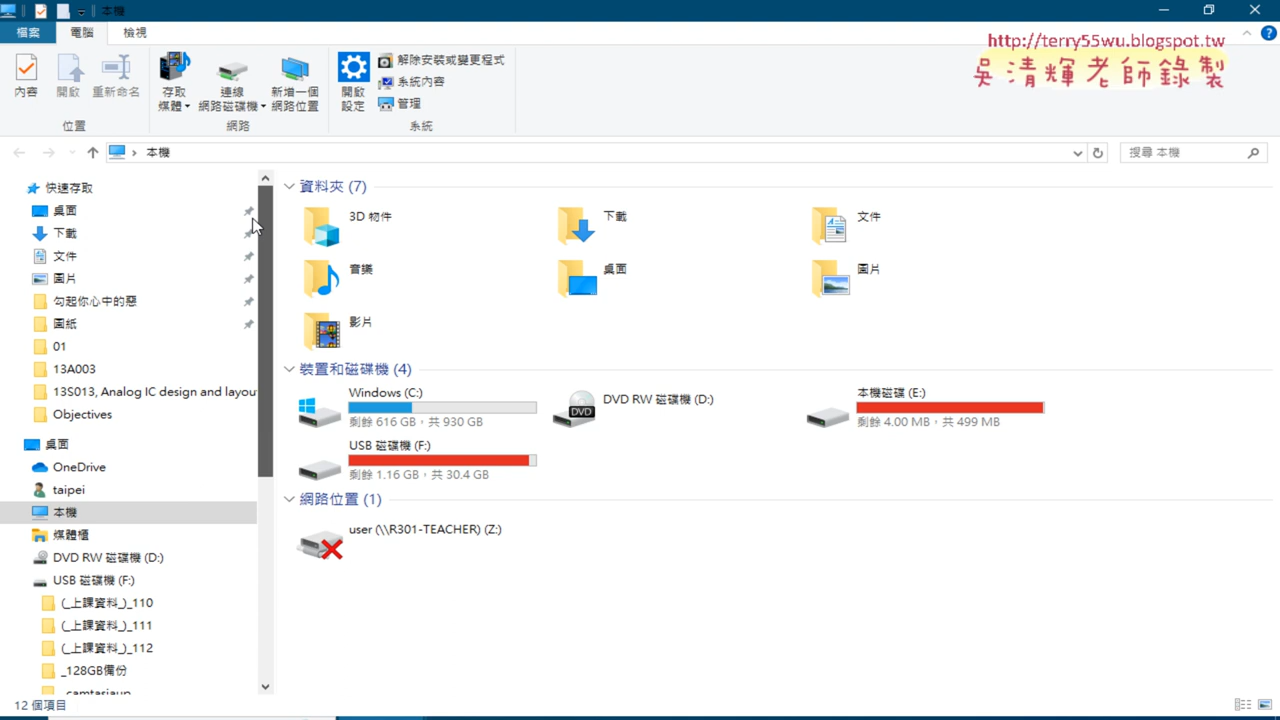 本機
檔案
電腦
檢視
http://terry55wu.blogspot.tw
吳清輝老師錄製
內容
開啟
重新命名
存取
媒體
連線
網路磁碟機
新增一個
網路位置
開啟
設定
解除安裝或變更程式
系統內容
管理
位置
網路
系統
本機
搜尋 本機
快速存取
桌面
下載
文件
圖片
勾起你心中的惡
圖紙
01
13A003
13S013, Analog IC design and layou
Objectives
桌面
OneDrive
taipei
本機
媒體櫃
DVD RW 磁碟機 (D:)
USB 磁碟機 (F:)
(_上課資料_)_110
(_上課資料_)_111
(_上課資料_)_112
_128GB備份
_camtasiaup
資料夾 (7)
3D 物件
下載
文件
音樂
桌面
圖片
影片
裝置和磁碟機 (4)
Windows (C:)
剩餘 616 GB，共 930 GB
DVD RW 磁碟機 (D:)
DVD
本機磁碟 (E:)
剩餘 4.00 MB，共 499 MB
USB 磁碟機 (F:)
剩餘 1.16 GB，共 30.4 GB
網路位置 (1)
user (\\R301-TEACHER) (Z:)
12 個項目